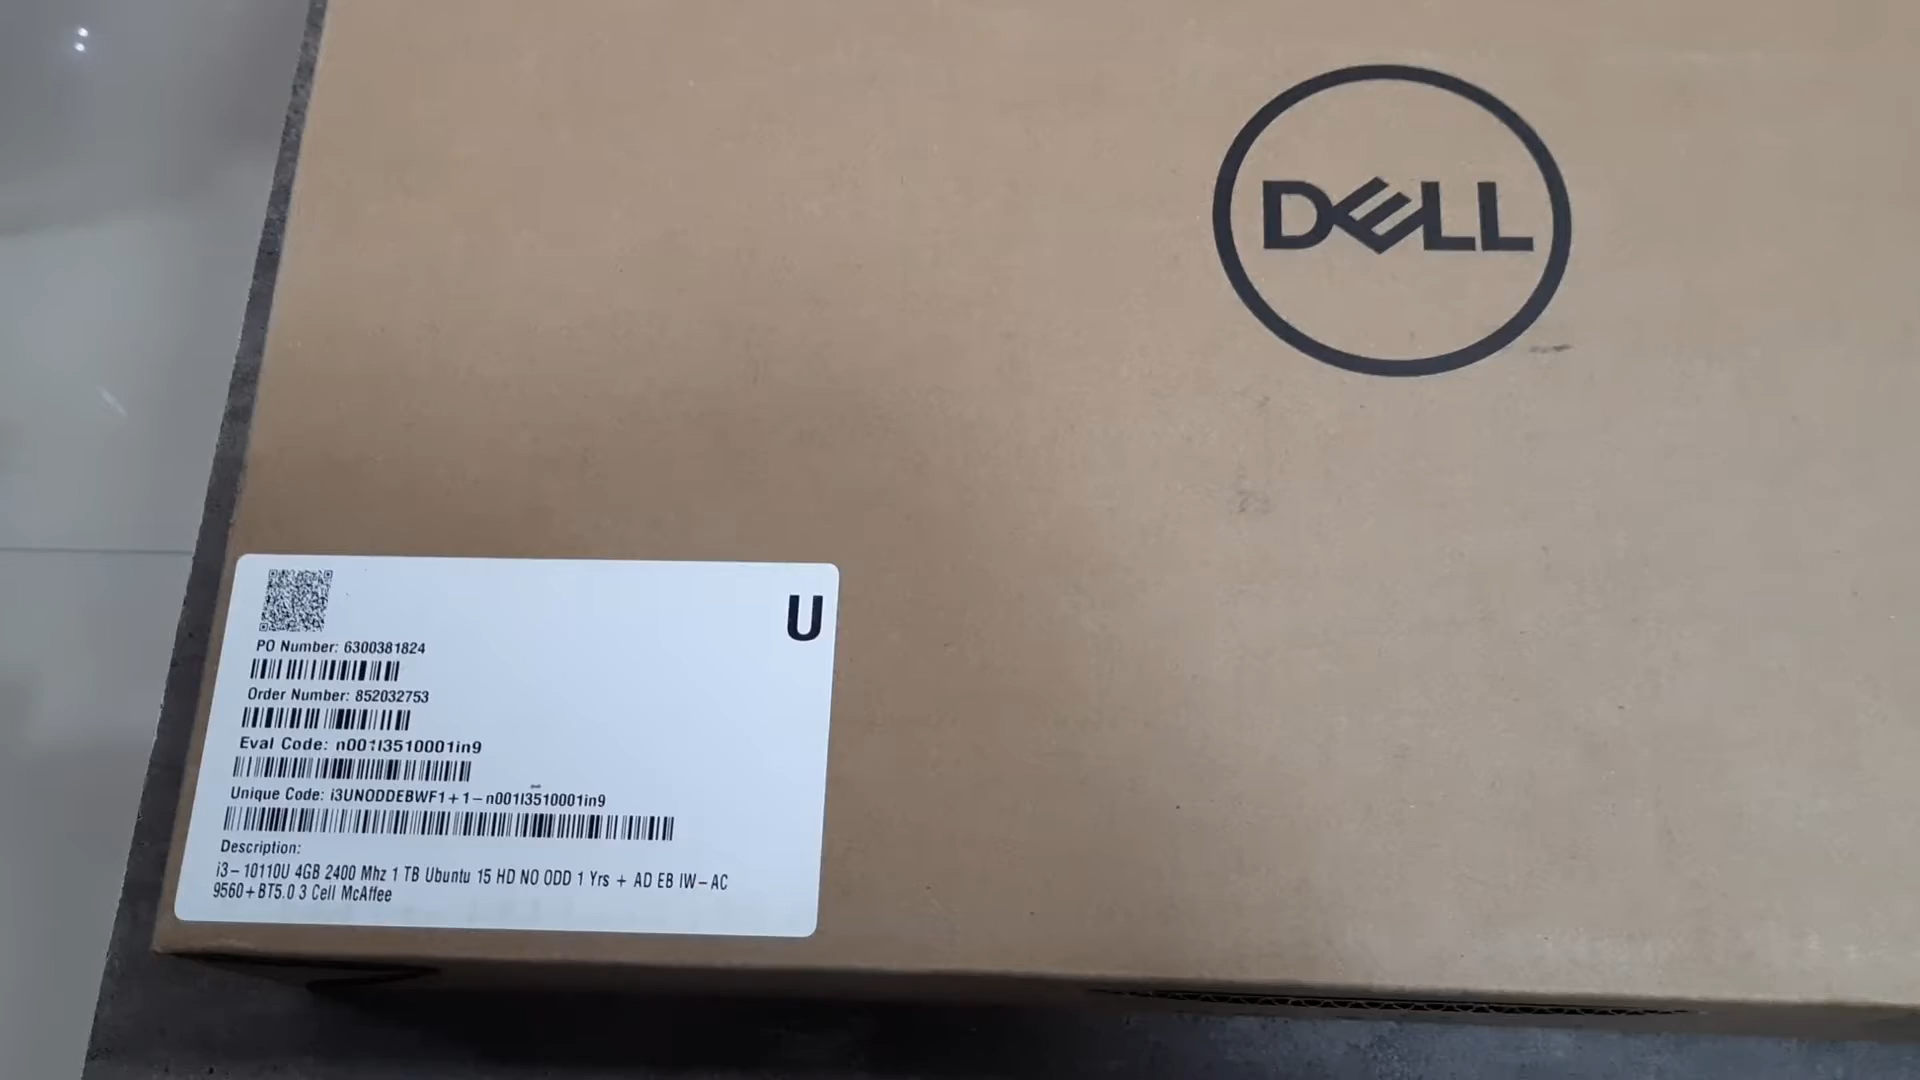 DELL
U
PO Number: 6300381824
Order Number: 852032753
Eval Code: n001l3510001in9
Unique Code: i3UNODDEBWF1+1-n001l3510001in9
Description:
i3-10110U 4GB 2400 Mhz 1 TB Ubuntu 15 HD NO ODD 1 Yrs + AD EB IW-AC
9560+BT5.0 3 Cell McAffee